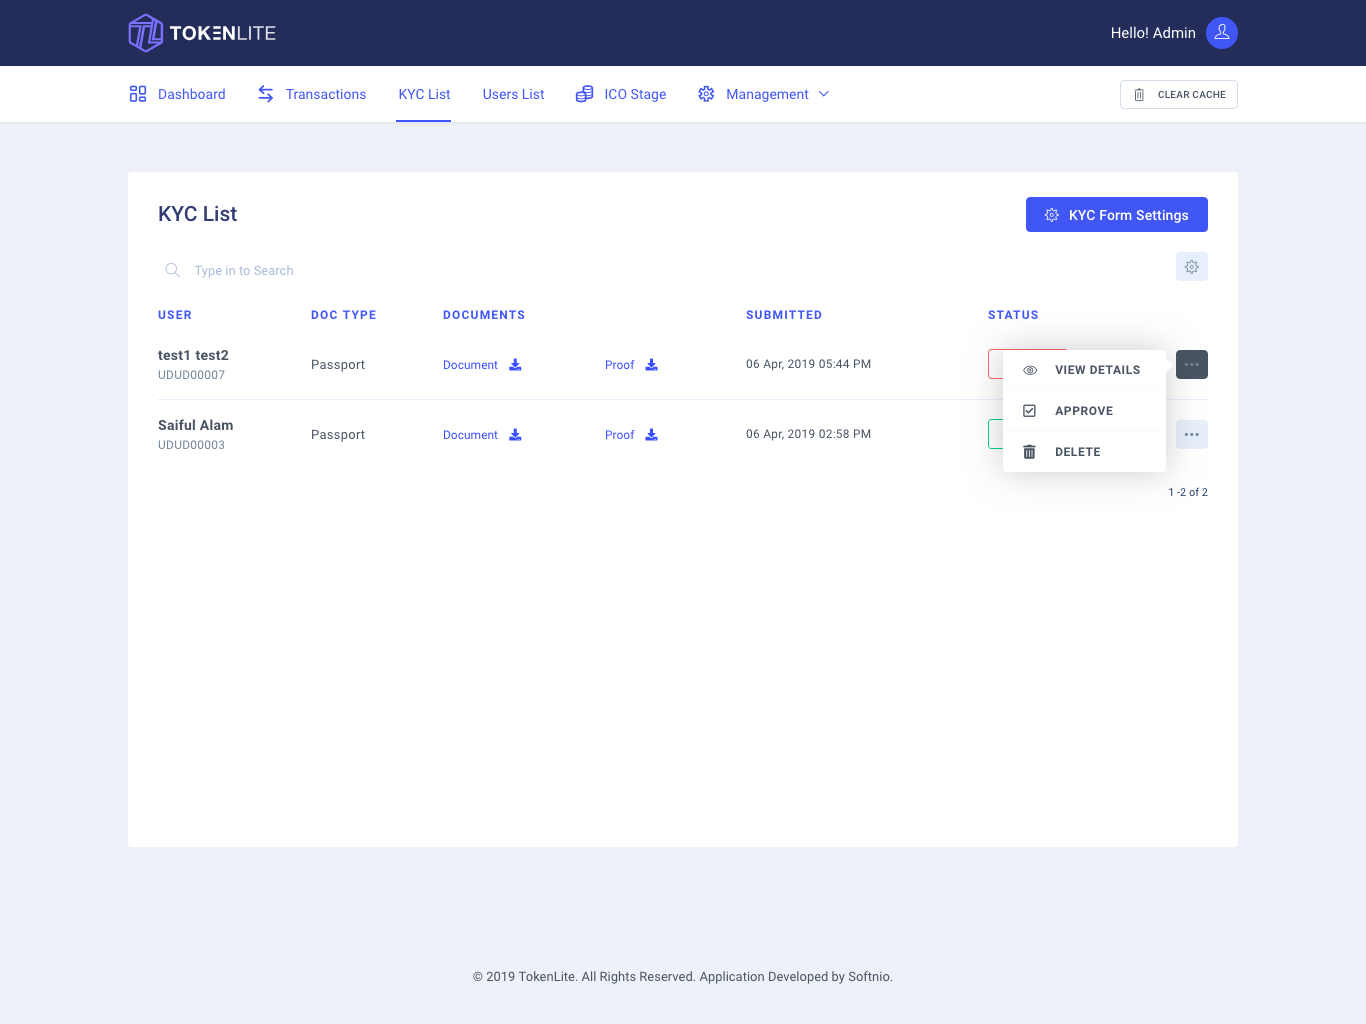 TOKENLITE
Hello! Admin
Dashboard
Transactions
KYC List
Users List
ICO Stage
Management
CLEAR CACHE
KYC List
KYC Form Settings
Type in to Search
USER DOC TYPE DOCUMENTS SUBMITTED STATUS
test1 test2
UDUD00007
Passport
Document
Proof
06 Apr, 2019 05:44 PM
VIEW DETAILS
APPROVE
DELETE
Saiful Alam
UDUD00003
Passport
Document
Proof
06 Apr, 2019 02:58 PM
1 -2 of 2
© 2019 TokenLite. All Rights Reserved. Application Developed by Softnio.